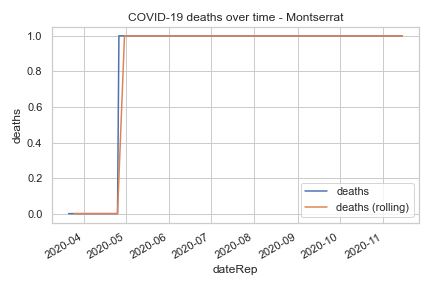 COVID-19 deaths over time - Montserrat
deaths
1.0
0.8
0.6
0.4
0.2
0.0
deaths
deaths (rolling)
2020-04
2020-05
2020-06
2020-07
2020-08
2020-09
2020-10
2020-11
dateRep